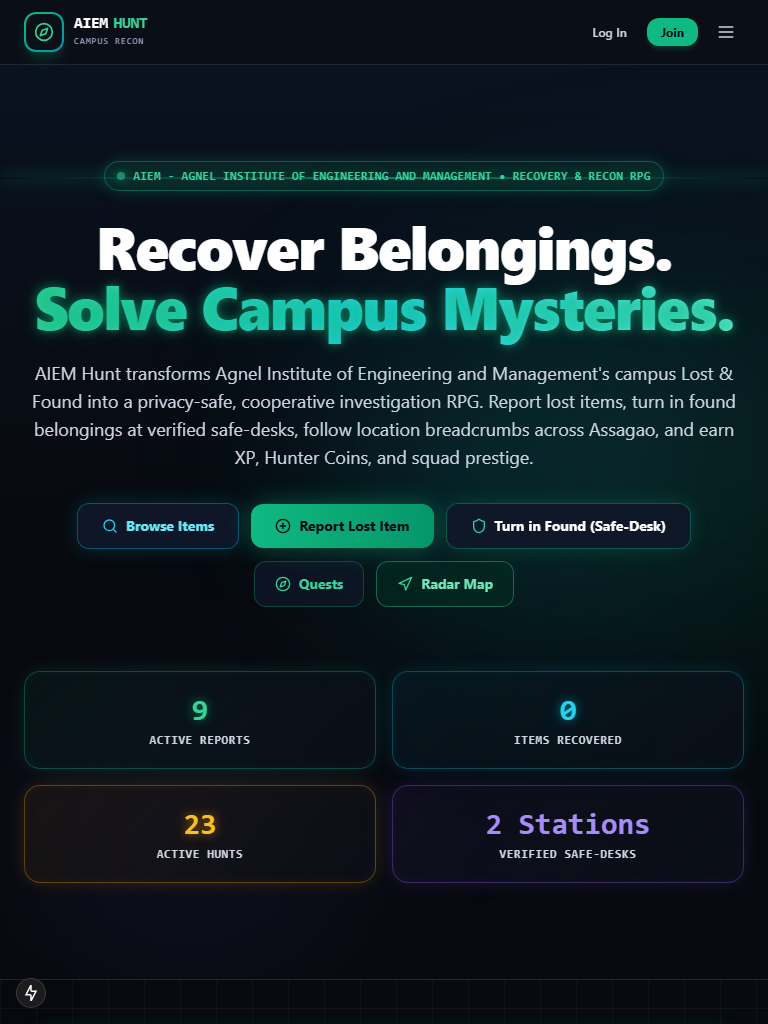 AIEM HUNT
CAMPUS RECON
Log In
Join
AIEM - AGNEL INSTITUTE OF ENGINEERING AND MANAGEMENT • RECOVERY & RECON RPG
Recover Belongings.
Solve Campus Mysteries.
AIEM Hunt transforms Agnel Institute of Engineering and Management's campus Lost &
Found into a privacy-safe, cooperative investigation RPG. Report lost items, turn in found
belongings at verified safe-desks, follow location breadcrumbs across Assagao, and earn
XP, Hunter Coins, and squad prestige.
Browse Items
Report Lost Item
Turn in Found (Safe-Desk)
Quests
Radar Map
9
ACTIVE REPORTS
0
ITEMS RECOVERED
23
ACTIVE HUNTS
2 Stations
VERIFIED SAFE-DESKS